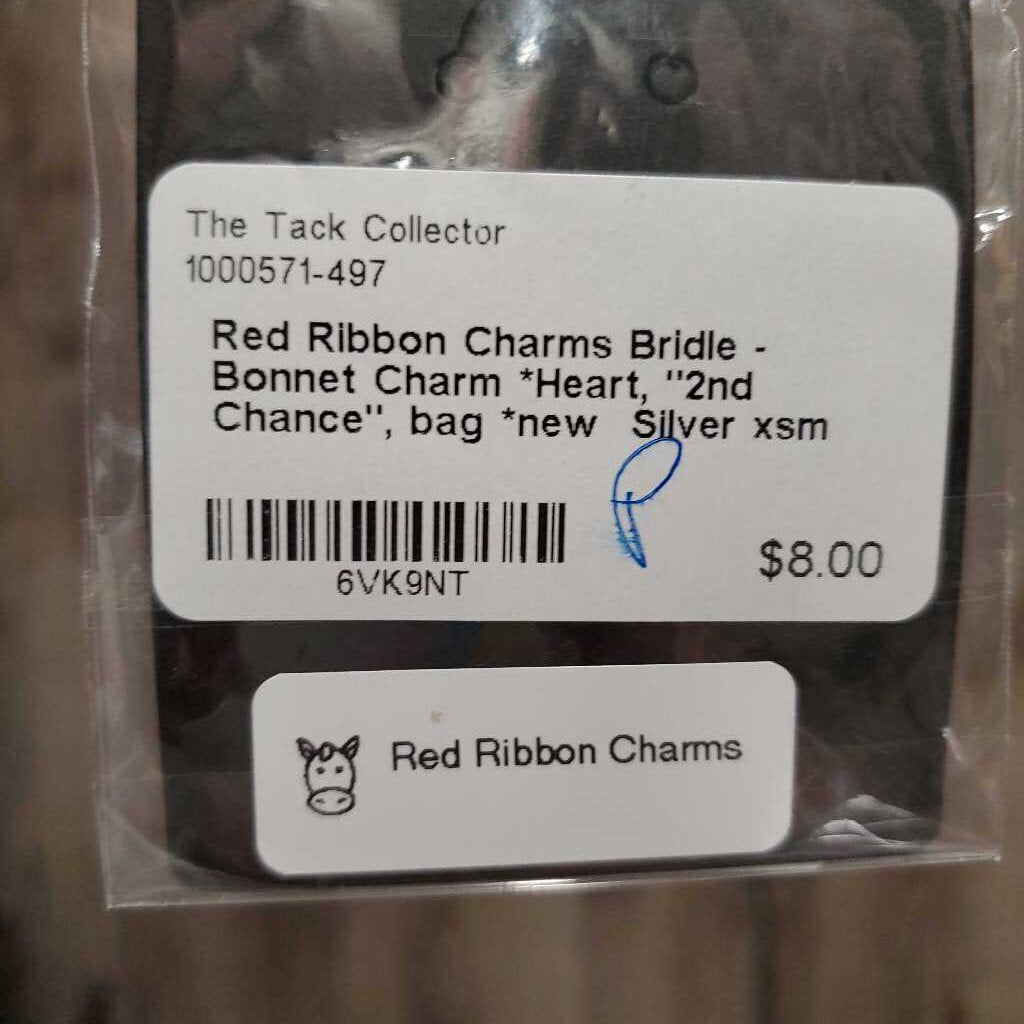 The Tack Collector
1000571-497
Red Ribbon Charms Bridle -
Bonnet Charm *Heart, "2nd
Chance", bag *new Silver xsm
6VK9NT
$8.00
Red Ribbon Charms